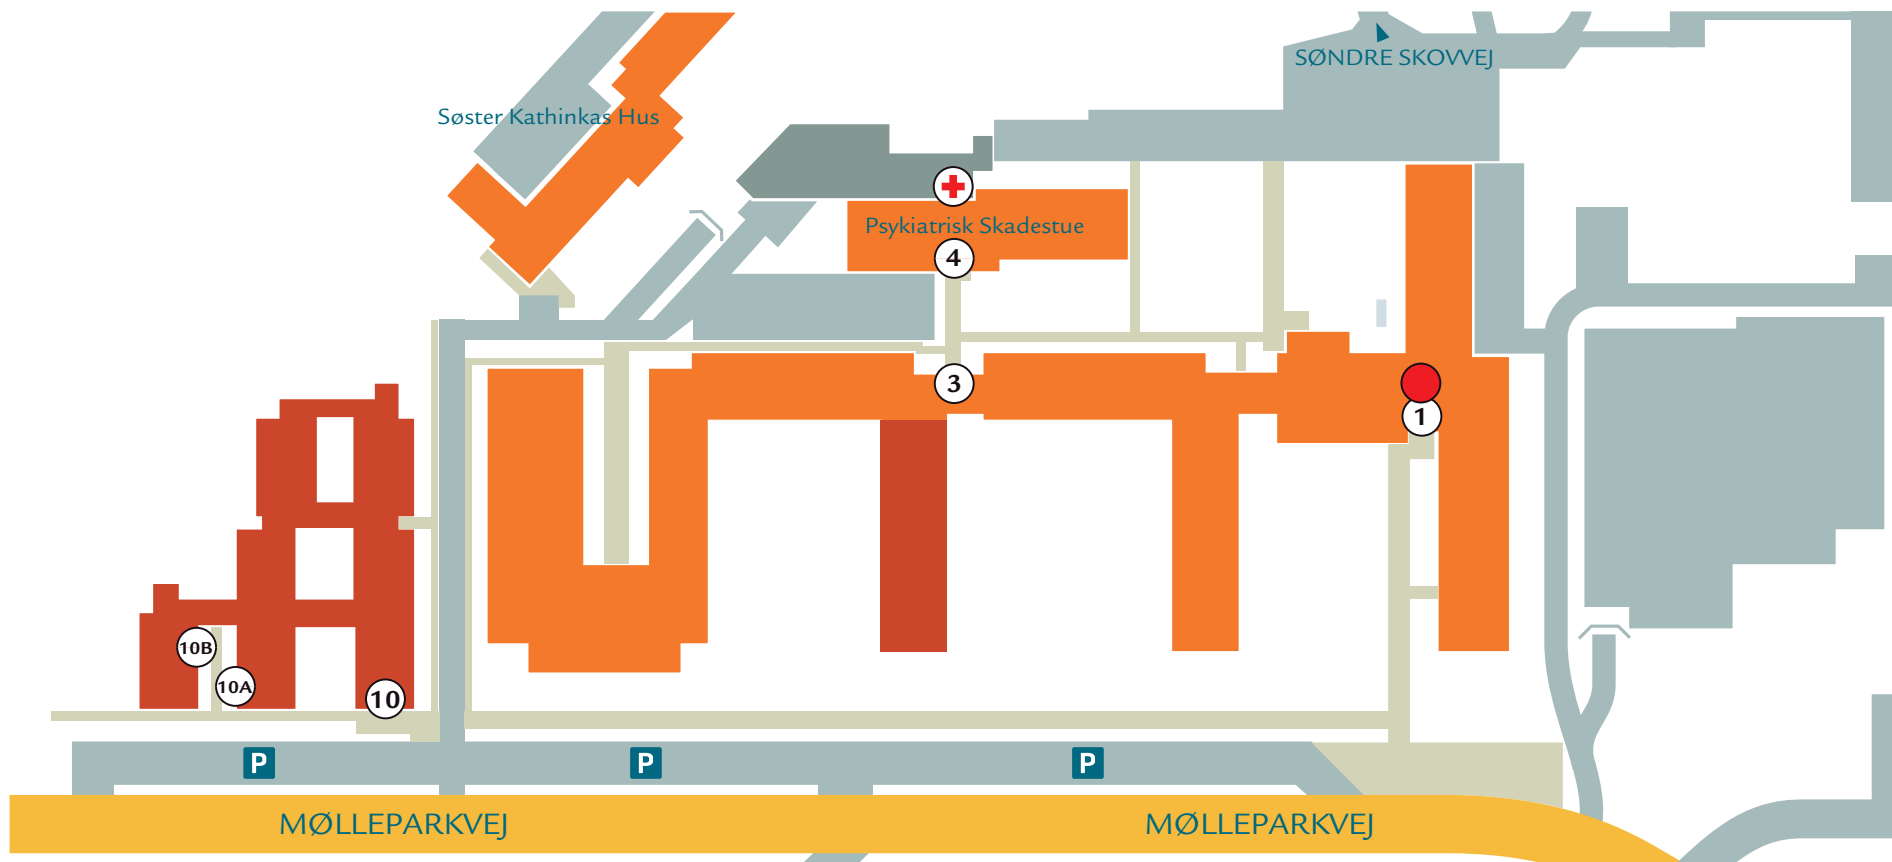 SØNDRE SKOVVEJ
Søster Kathinkas Hus
Psykiatrisk Skadestue
4
3
1
10B
10A
10
P
P
P
MØLLEPARKVEJ
MØLLEPARKVEJ